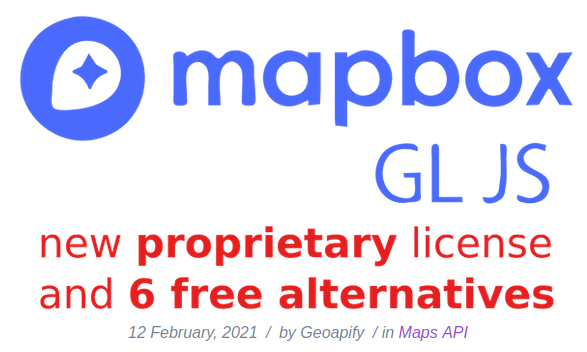 mapbox
GL JS
new proprietary license
and 6 free alternatives
12 February, 2021 / by Geoapify / in Maps API